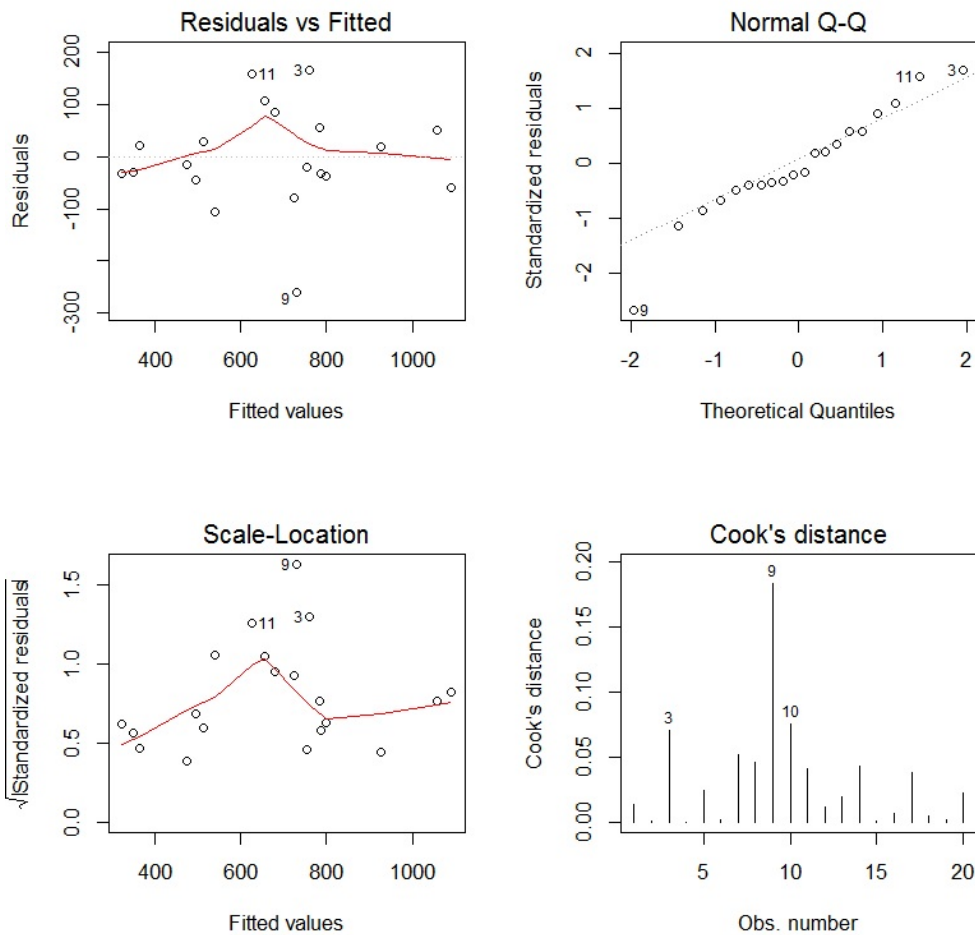 Residuals vs Fitted
Residuals
200
100
0
-100
-300
11
3
9
400 600 800 1000
Fitted values
Normal Q-Q
Standardized residuals
2
1
0
-1
-2
11
3
9
-2 -1 0 1 2
Theoretical Quantiles
Scale-Location
√|Standardized residuals|
1.5
1.0
0.5
0.0
9
11
3
400 600 800 1000
Fitted values
Cook's distance
Cook's distance
0.20
0.15
0.10
0.05
0.00
9
3
10
5 10 15 20
Obs. number